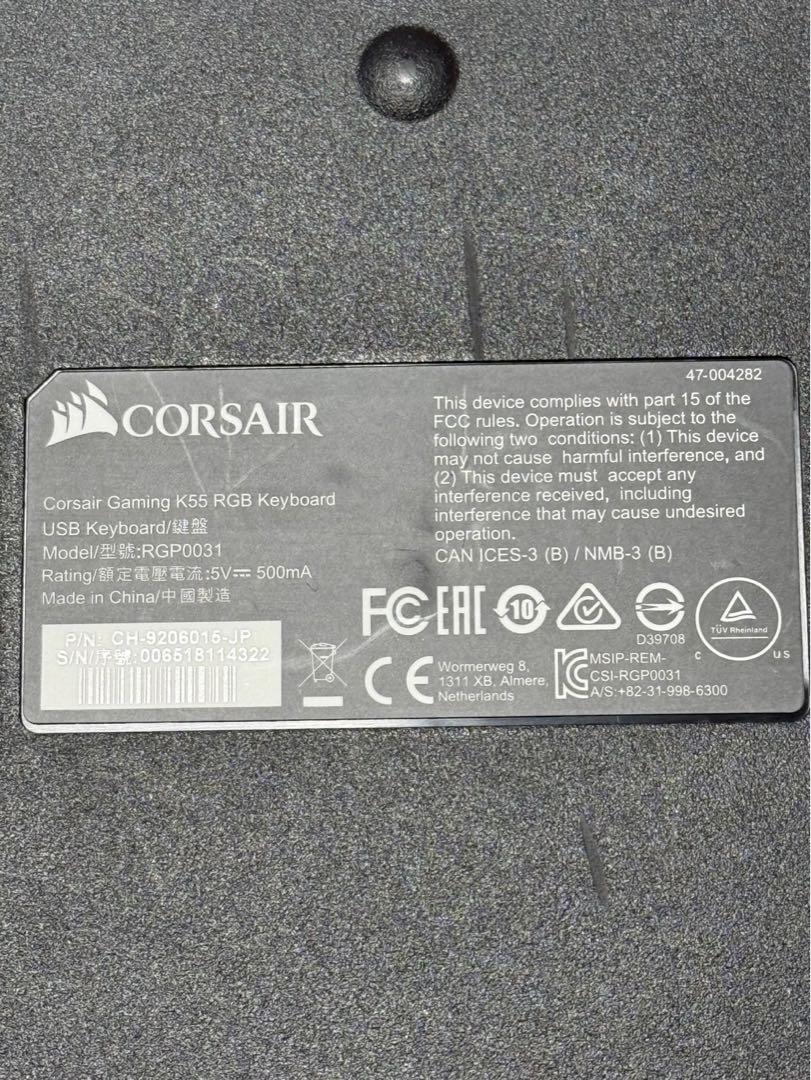 47-004282
CORSAIR
Corsair Gaming K55 RGB Keyboard
USB Keyboard/鍵盤
Model/型號:RGP0031
Rating/額定電壓電流:5V⎓ 500mA
Made in China/中國製造
P/N: CH-9206015-JP
S/N/序號:006518114322
This device complies with part 15 of the
FCC rules. Operation is subject to the
following two conditions: (1) This device
may not cause harmful interference, and
(2) This device must accept any
interference received, including
interference that may cause undesired
operation.
CAN ICES-3 (B) / NMB-3 (B)
FC EAC 10
D39708
TÜV Rheinland
c us
CE
Wormerweg 8,
1311 XB, Almere,
Netherlands
MSIP-REM-
CSI-RGP0031
A/S:+82-31-998-6300